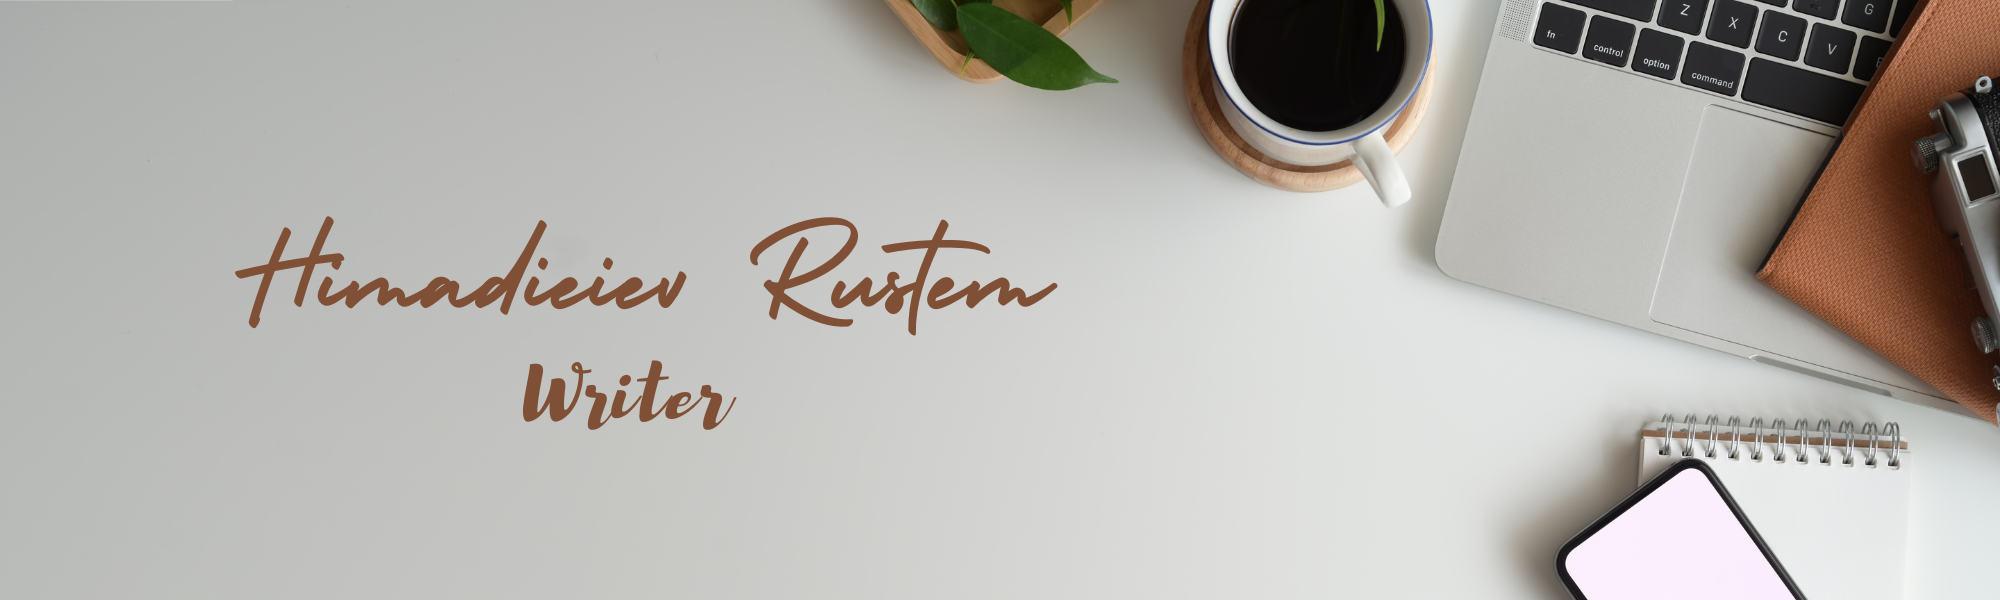 Z X C V G
fn control option command
Himadieiev Rustem
Writer